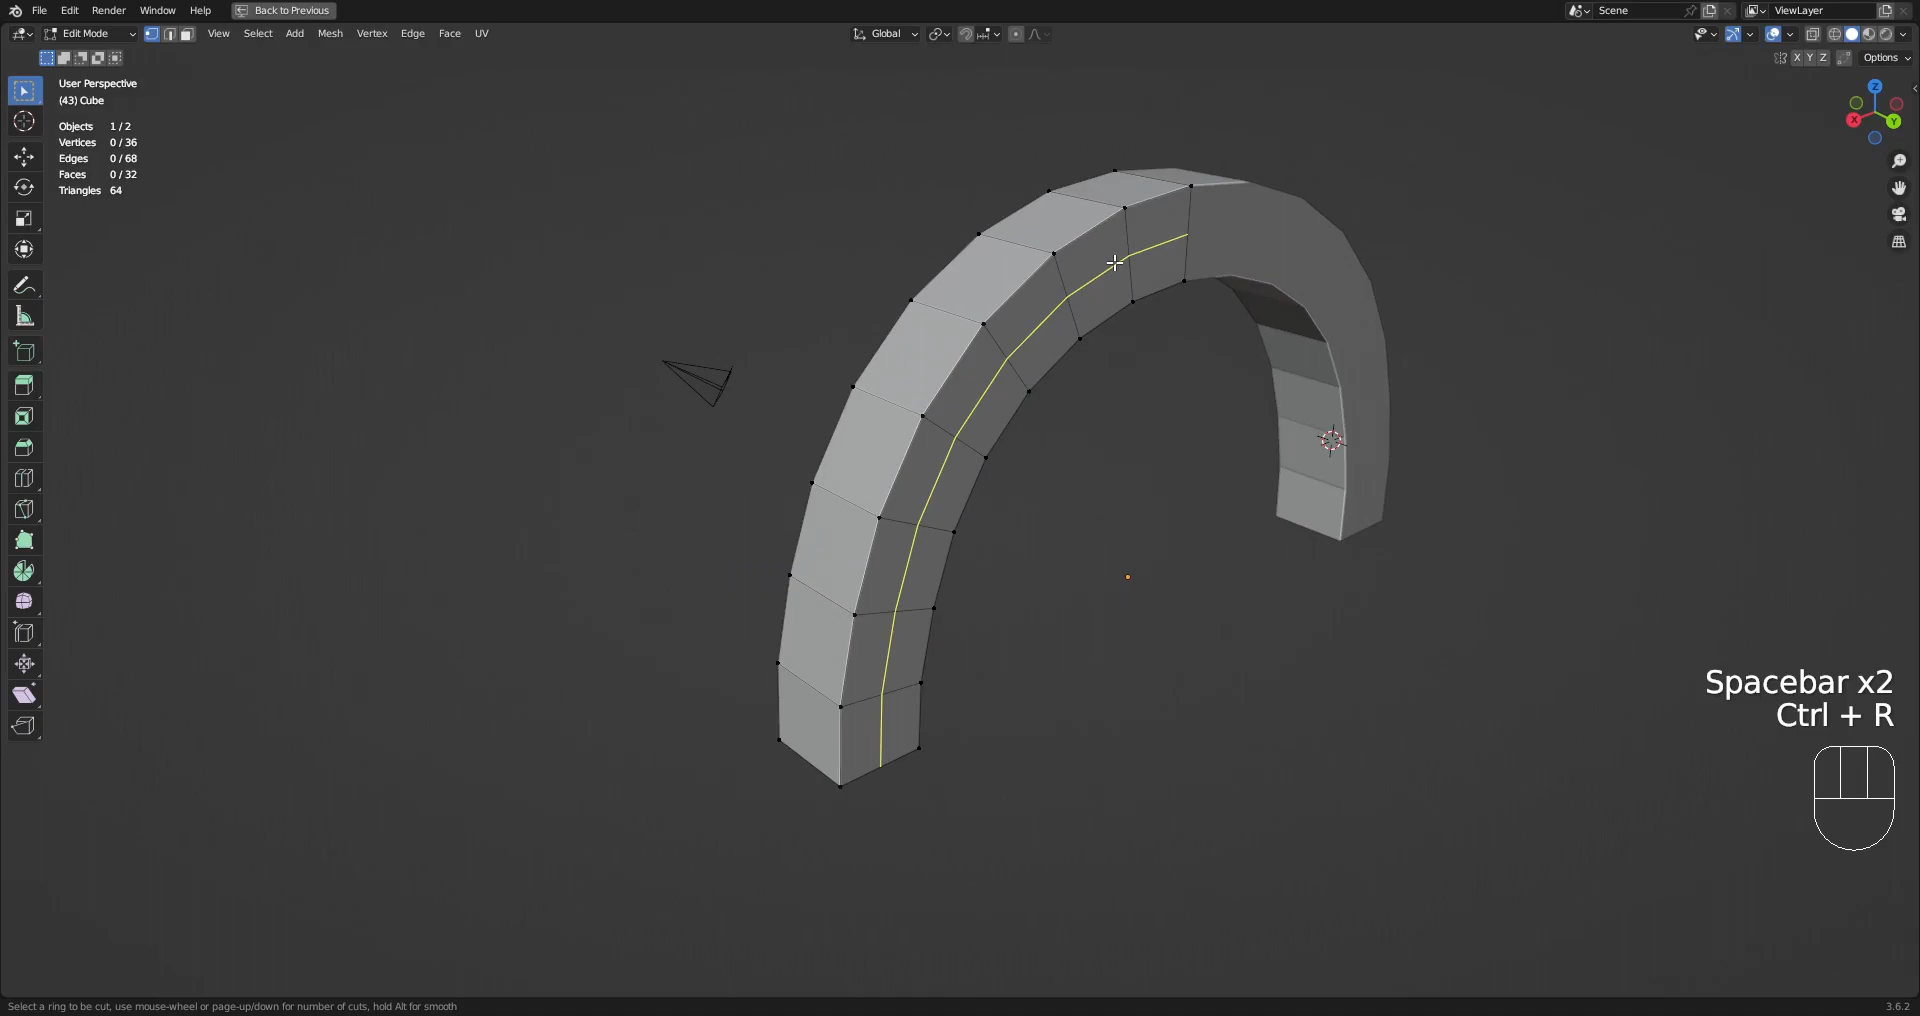 File Edit Render Window Help Back to Previous Scene ViewLayer
Edit Mode View Select Add Mesh Vertex Edge Face UV Global
X Y Z Options
User Perspective
(43) Cube
Objects 1 / 2
Vertices 0 / 36
Edges 0 / 68
Faces 0 / 32
Triangles 64
Z
X
Y
Spacebar x2
Ctrl + R
Select a ring to be cut, use mouse-wheel or page-up/down for number of cuts, hold Alt for smooth 3.6.2